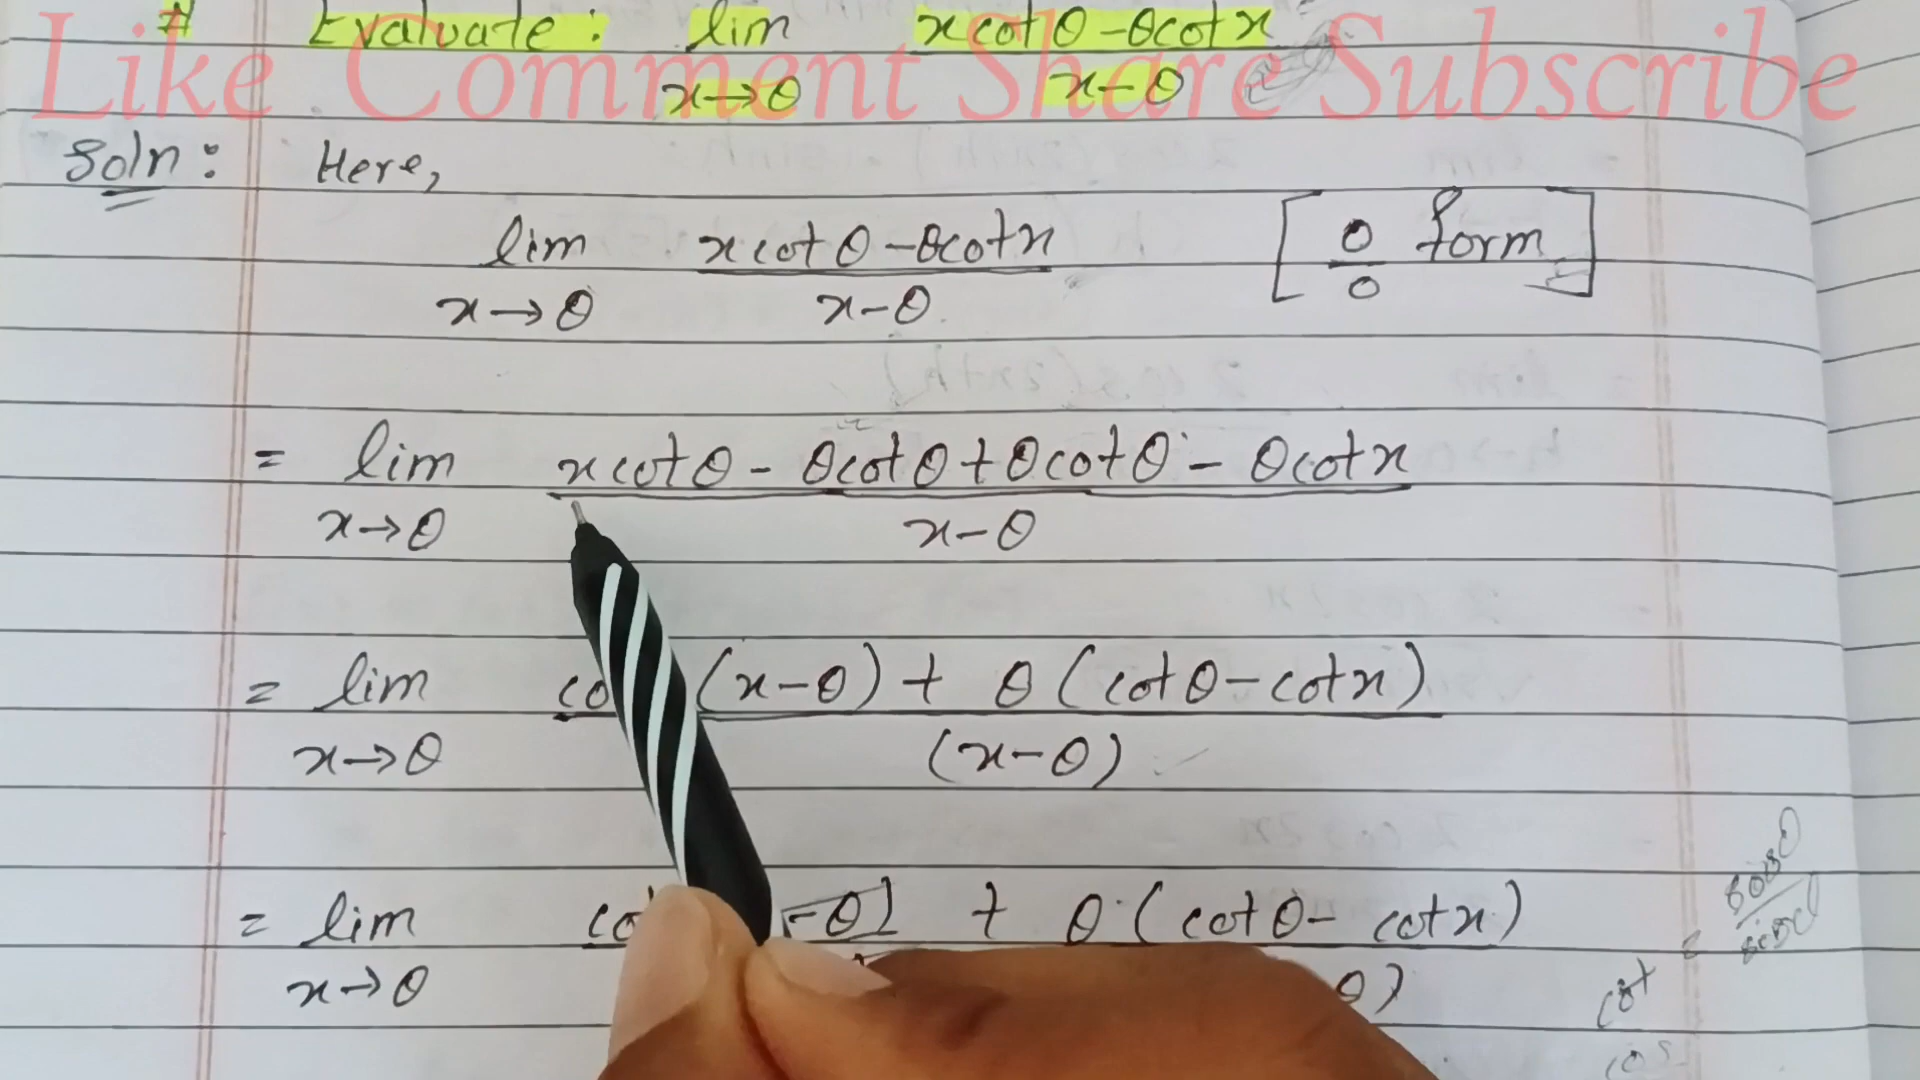 # Evaluate: lim x cot θ - θ cot x
x→θ x-θ
Like Comment Share Subscribe
Soln: Here,
lim x cot θ - θ cot x [ 0 form ]
x→θ x-θ 0
= lim x cot θ - θ cot θ + θ cot θ - θ cot x
x→θ x-θ
= lim (x-θ) + θ (cot θ - cot x)
x→θ (x-θ)
= lim -θ) + θ (cot θ - cot x)
x→θ θ)
cot =
cos